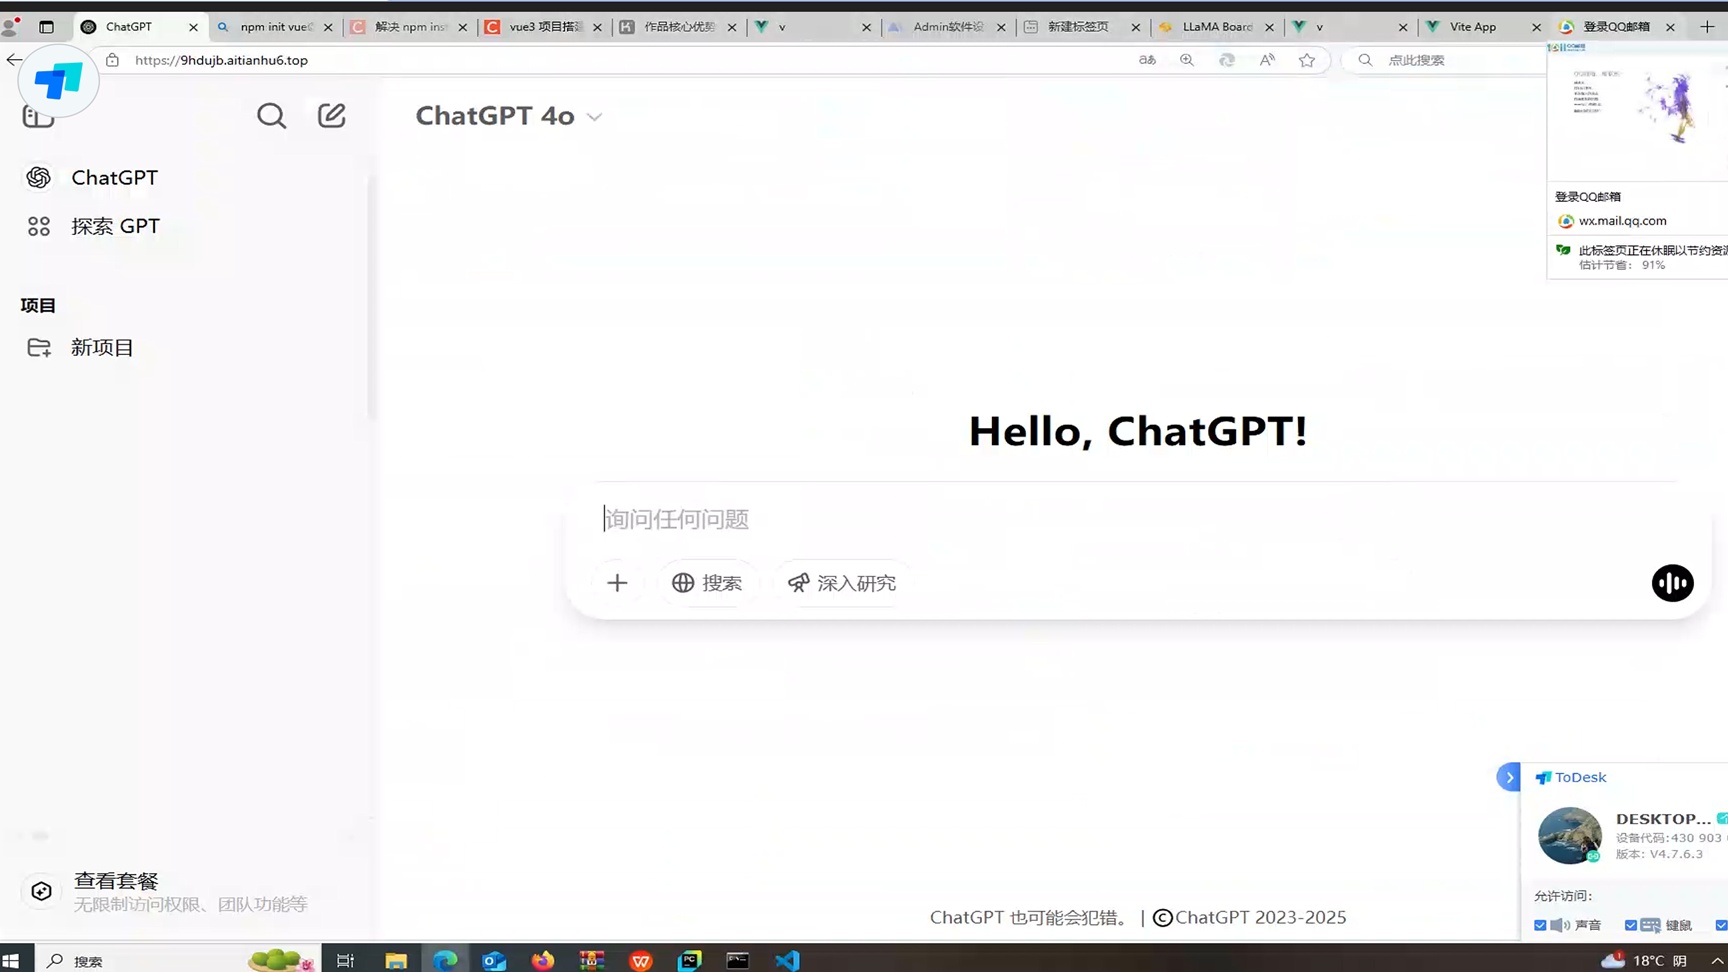 ChatGPT
npm init vue@
解决 npm inst
vue3 项目搭建
作品核心优势
v
Admin软件设
新建标签页
LLaMA Board
v
Vite App
登录QQ邮箱
https://9hdujb.aitianhu6.top
点此搜索
ChatGPT 4o
ChatGPT
探索 GPT
项目
新项目
登录QQ邮箱
wx.mail.qq.com
此标签页正在休眠以节约资源
估计节省: 91%
Hello, ChatGPT!
询问任何问题
搜索
深入研究
ToDesk
DESKTOP...
设备代码:430 903
版本: V4.7.6.3
允许访问:
声音
键鼠
查看套餐
无限制访问权限、团队功能等
ChatGPT 也可能会犯错。 | ©ChatGPT 2023-2025
搜索
18°C 阴